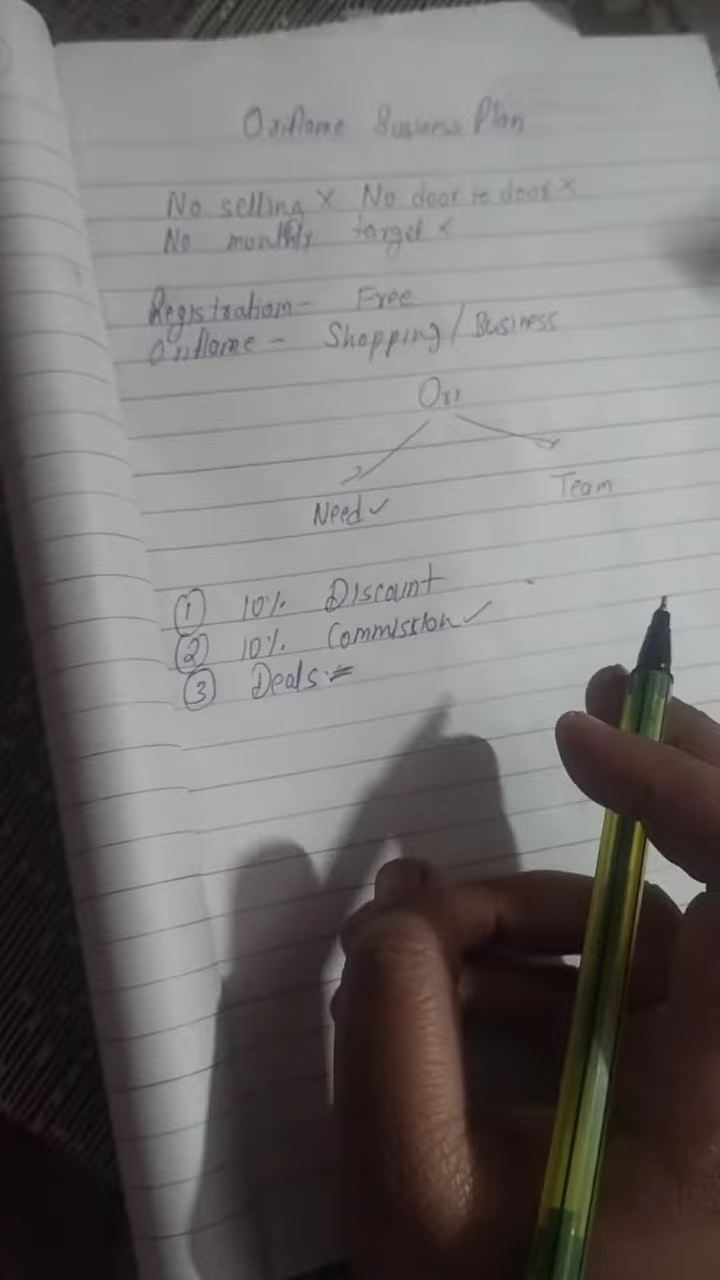 Oriflame Business Plan
No selling × No door to door ×
No monthly target ×
Registration - Free
Oriflame - Shopping / Business
Ori
Need ✓
Team
① 10% Discount
② 10% Commission ✓
③ Deals